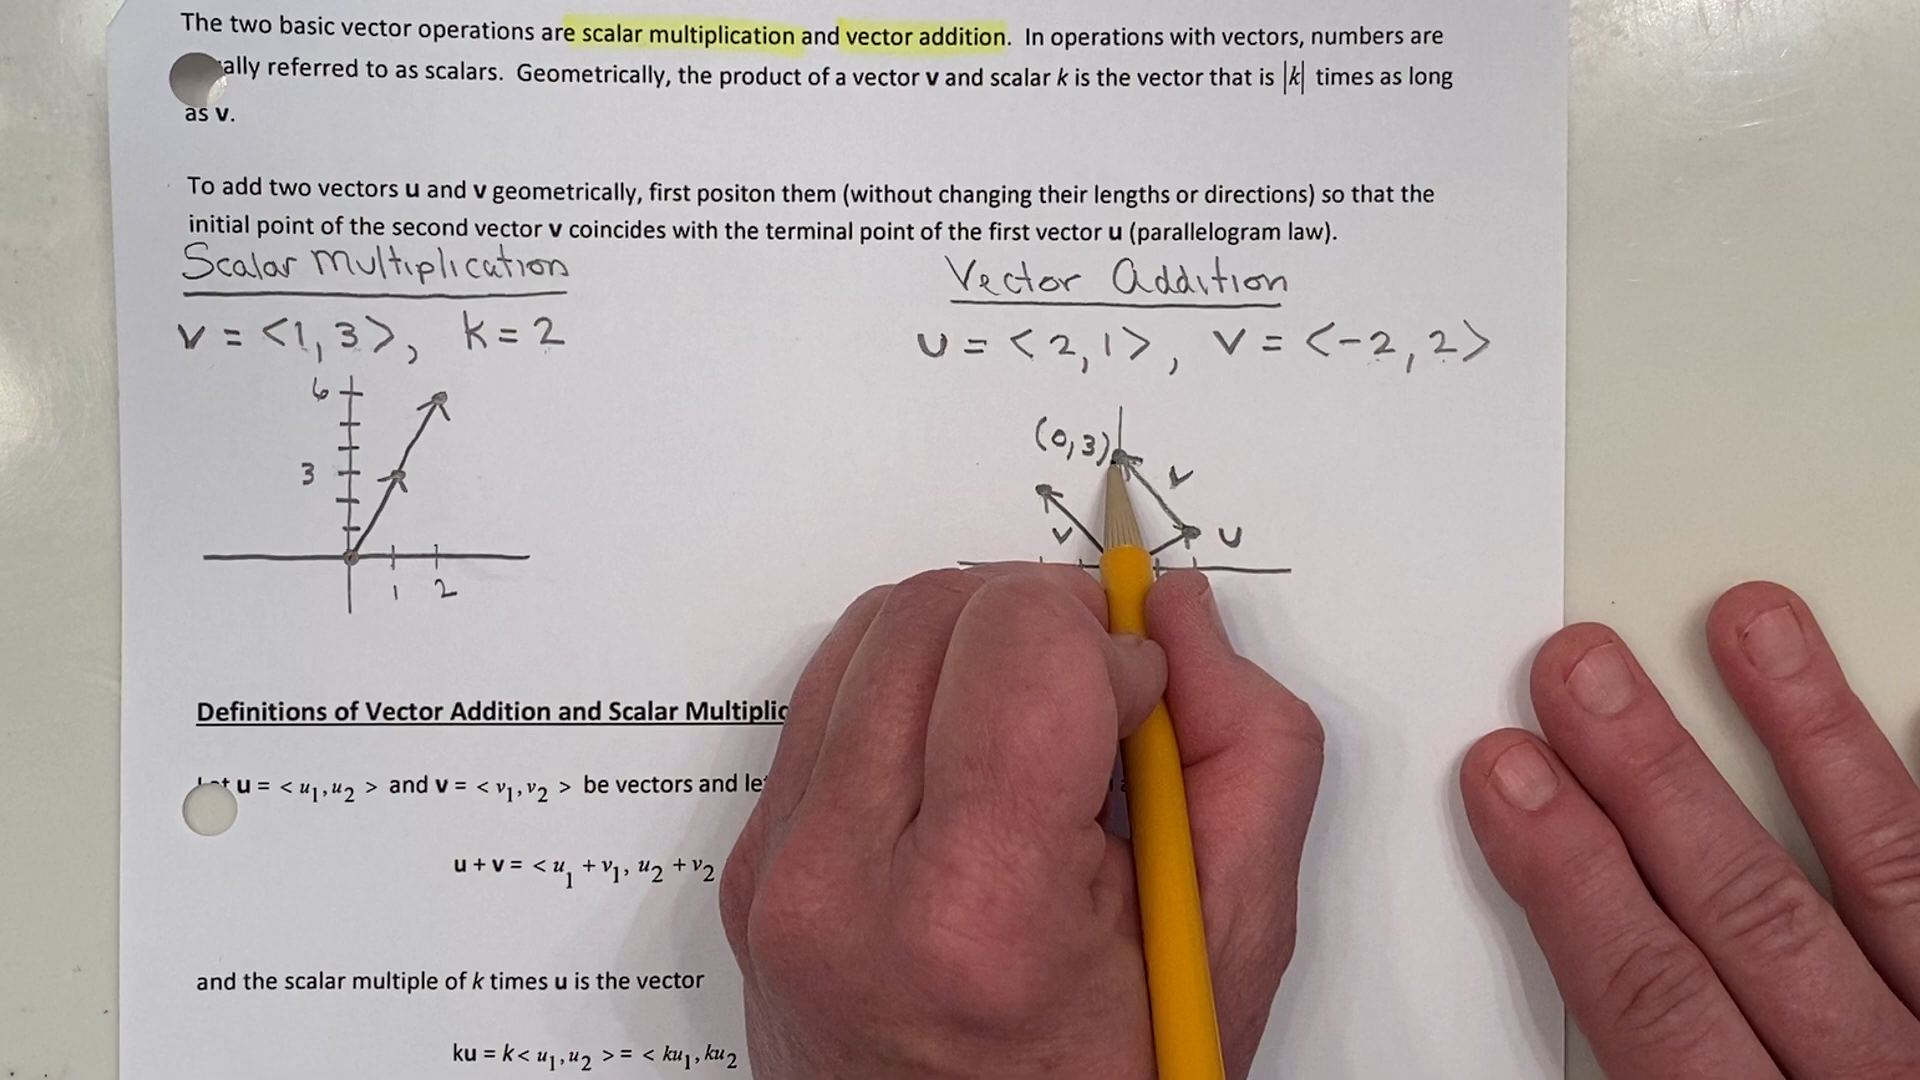 The two basic vector operations are scalar multiplication and vector addition. In operations with vectors, numbers are
ally referred to as scalars. Geometrically, the product of a vector v and scalar k is the vector that is |k| times as long
as v.
To add two vectors u and v geometrically, first positon them (without changing their lengths or directions) so that the
initial point of the second vector v coincides with the terminal point of the first vector u (parallelogram law).
Scalar Multiplication
v = <1, 3>, k = 2
6
3
1 2
Vector Addition
u = <2, 1>, v = <-2, 2>
(0, 3)
v
v
u
Definitions of Vector Addition and Scalar Multiplic
u = < u1, u2 > and v = < v1, v2 > be vectors and le
u + v = < u1 + v1, u2 + v2
and the scalar multiple of k times u is the vector
ku = k< u1, u2 > = < ku1, ku2